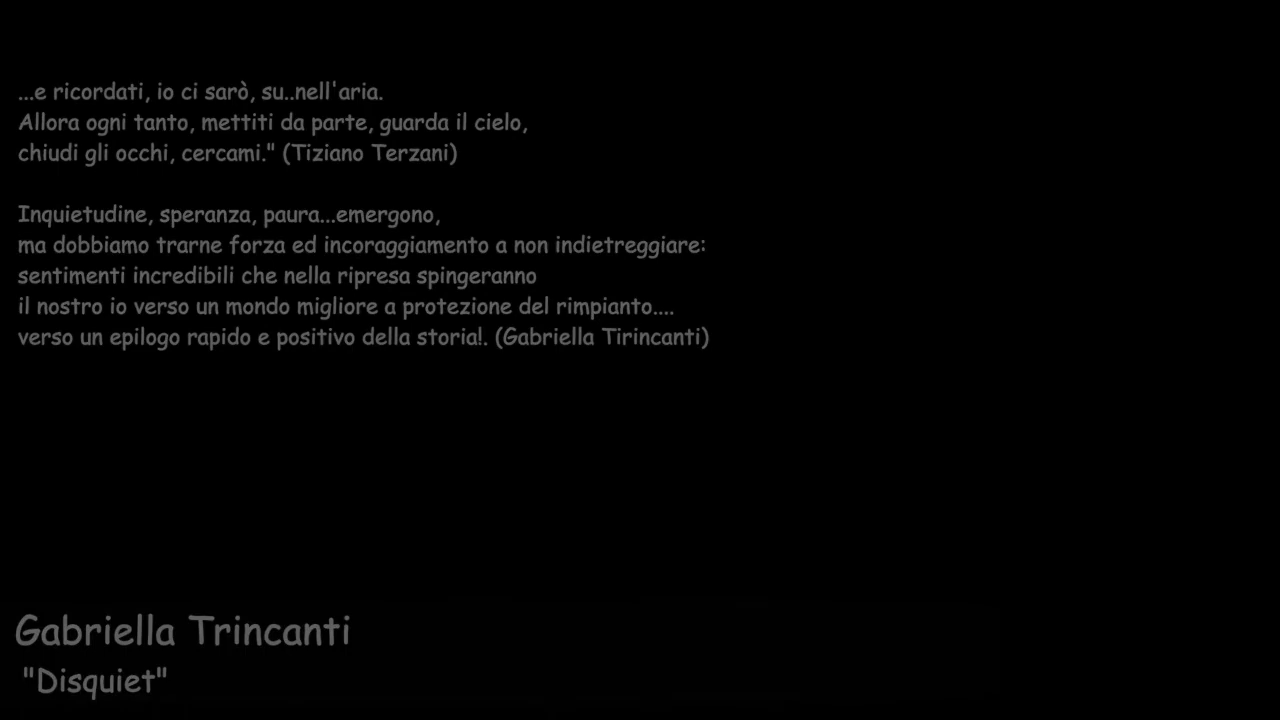 ...e ricordati, io ci sarò, su..nell'aria.
Allora ogni tanto, mettiti da parte, guarda il cielo,
chiudi gli occhi, cercami." (Tiziano Terzani)
Inquietudine, speranza, paura...emergono,
ma dobbiamo trarne forza ed incoraggiamento a non indietreggiare:
sentimenti incredibili che nella ripresa spingeranno
il nostro io verso un mondo migliore a protezione del rimpianto....
verso un epilogo rapido e positivo della storia!. (Gabriella Tirincanti)
Gabriella Trincanti
"Disquiet"